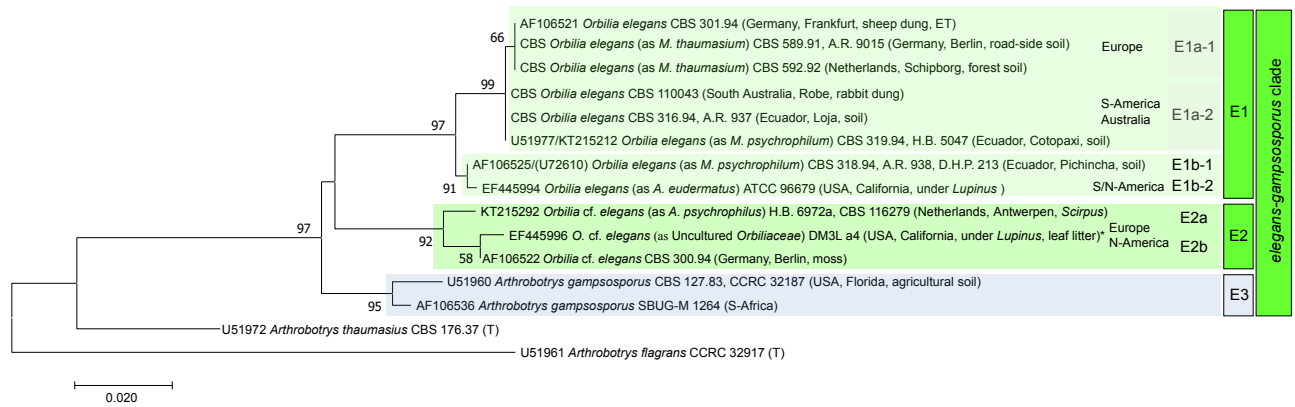 AF106521 Orbilia elegans CBS 301.94 (Germany, Frankfurt, sheep dung, ET)
66
CBS Orbilia elegans (as M. thaumasium) CBS 589.91, A.R. 9015 (Germany, Berlin, road-side soil)
Europe
E1a-1
CBS Orbilia elegans (as M. thaumasium) CBS 592.92 (Netherlands, Schipborg, forest soil)
99
CBS Orbilia elegans CBS 110043 (South Australia, Robe, rabbit dung)
S-America
Australia
E1a-2
CBS Orbilia elegans CBS 316.94, A.R. 937 (Ecuador, Loja, soil)
97
U51977/KT215212 Orbilia elegans (as M. psychrophilum) CBS 319.94, H.B. 5047 (Ecuador, Cotopaxi, soil)
AF106525/(U72610) Orbilia elegans (as M. psychrophilum) CBS 318.94, A.R. 938, D.H.P. 213 (Ecuador, Pichincha, soil)
E1b-1
91
EF445994 Orbilia elegans (as A. eudermatus) ATCC 96679 (USA, California, under Lupinus )
S/N-America
E1b-2
E1
KT215292 Orbilia cf. elegans (as A. psychrophilus) H.B. 6972a, CBS 116279 (Netherlands, Antwerpen, Scirpus)
E2a
97
92
EF445996 O. cf. elegans (as Uncultured Orbiliaceae) DM3L a4 (USA, California, under Lupinus, leaf litter)*
Europe
N-America
E2b
58
AF106522 Orbilia cf. elegans CBS 300.94 (Germany, Berlin, moss)
E2
U51960 Arthrobotrys gampsosporus CBS 127.83, CCRC 32187 (USA, Florida, agricultural soil)
95
AF106536 Arthrobotrys gampsosporus SBUG-M 1264 (S-Africa)
E3
elegans-gampsosporus clade
U51972 Arthrobotrys thaumasius CBS 176.37 (T)
U51961 Arthrobotrys flagrans CCRC 32917 (T)
0.020